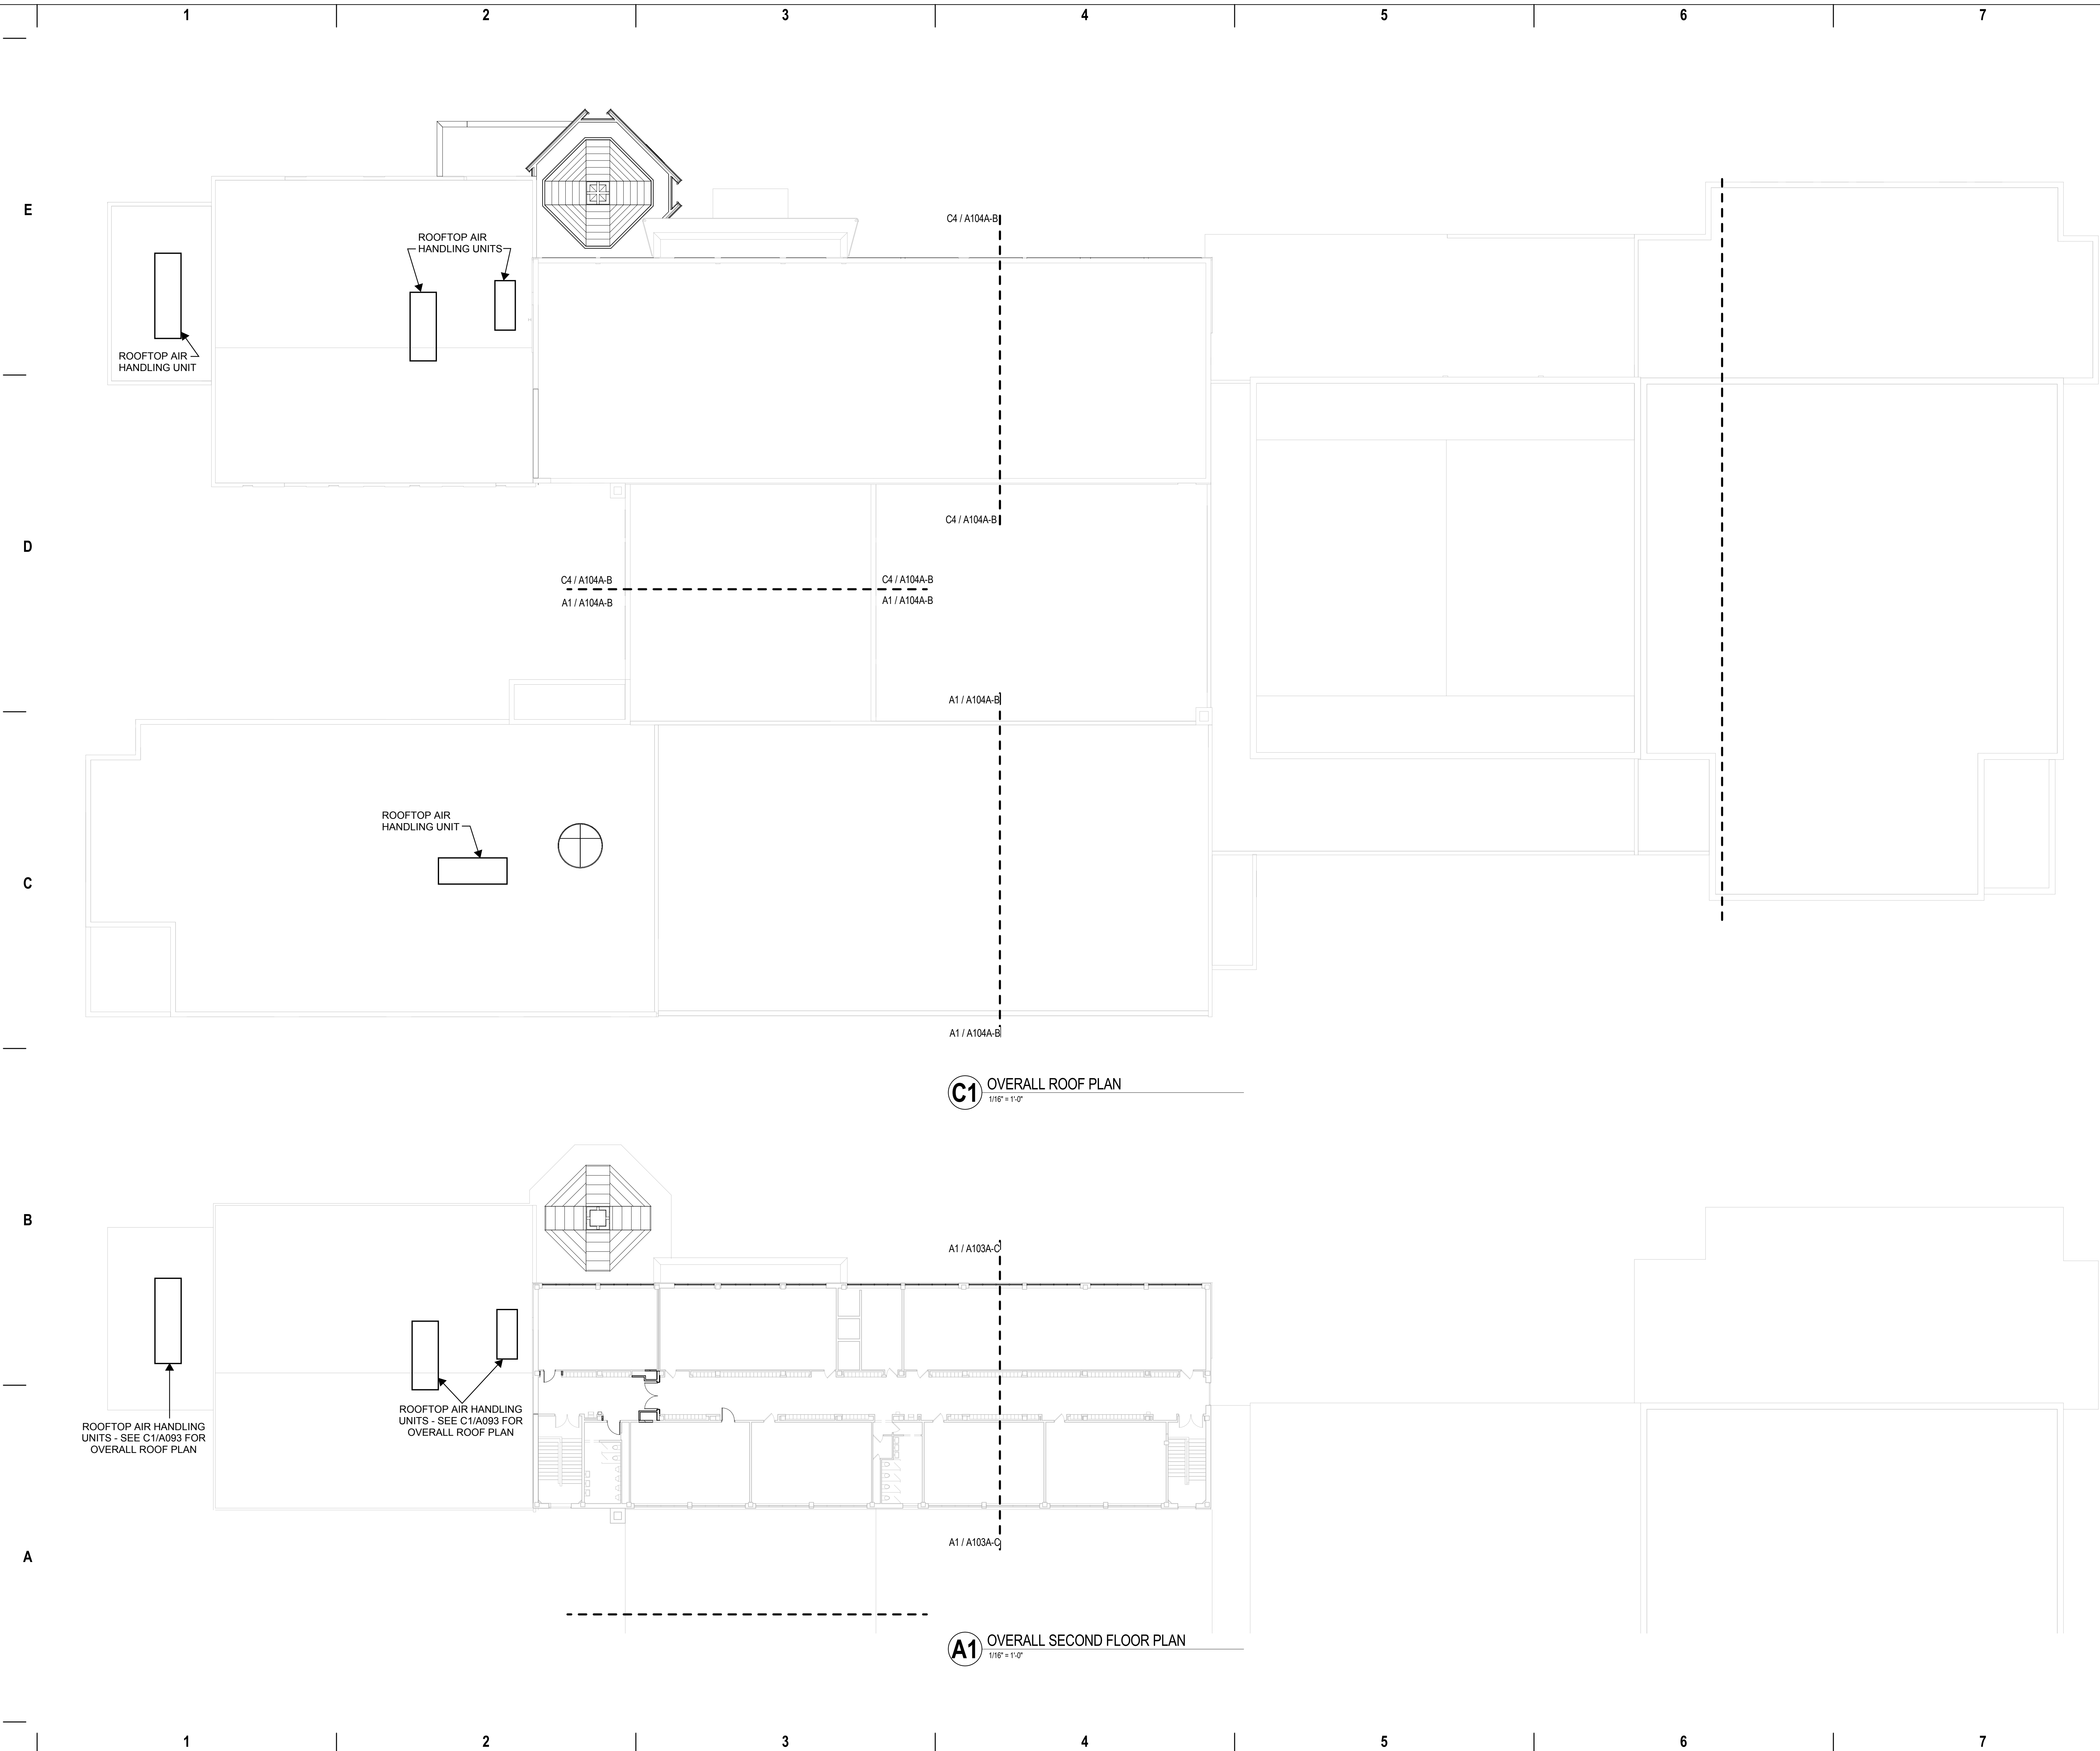 1 2 3 4 5 6 7
E
C4 / A104A-B
ROOFTOP AIR
HANDLING UNITS
ROOFTOP AIR
HANDLING UNIT
C4 / A104A-B
D
C4 / A104A-B
C4 / A104A-B
A1 / A104A-B
A1 / A104A-B
A1 / A104A-B
ROOFTOP AIR
HANDLING UNIT
C
A1 / A104A-B
C1
OVERALL ROOF PLAN
1/16" = 1'-0"
B
A1 / A103A-C
ROOFTOP AIR HANDLING
UNITS - SEE C1/A093 FOR
OVERALL ROOF PLAN
ROOFTOP AIR HANDLING
UNITS - SEE C1/A093 FOR
OVERALL ROOF PLAN
A1 / A103A-C
A
A1
OVERALL SECOND FLOOR PLAN
1/16" = 1'-0"
1 2 3 4 5 6 7